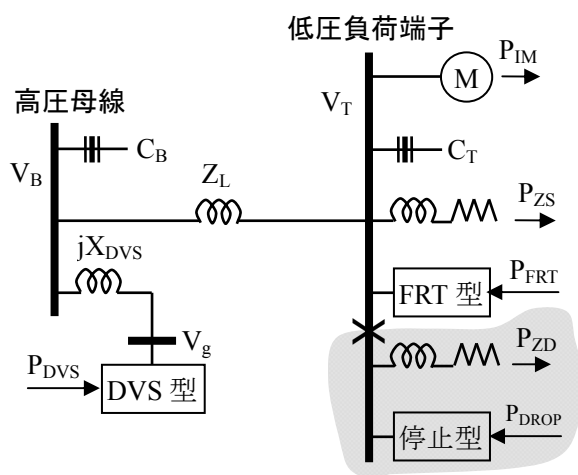 低圧負荷端子
P_IM
M
高圧母線
V_T
V_B
C_B
C_T
Z_L
P_ZS
jX_DVS
P_FRT
FRT 型
V_g
P_ZD
P_DVS
DVS 型
P_DROP
停止型